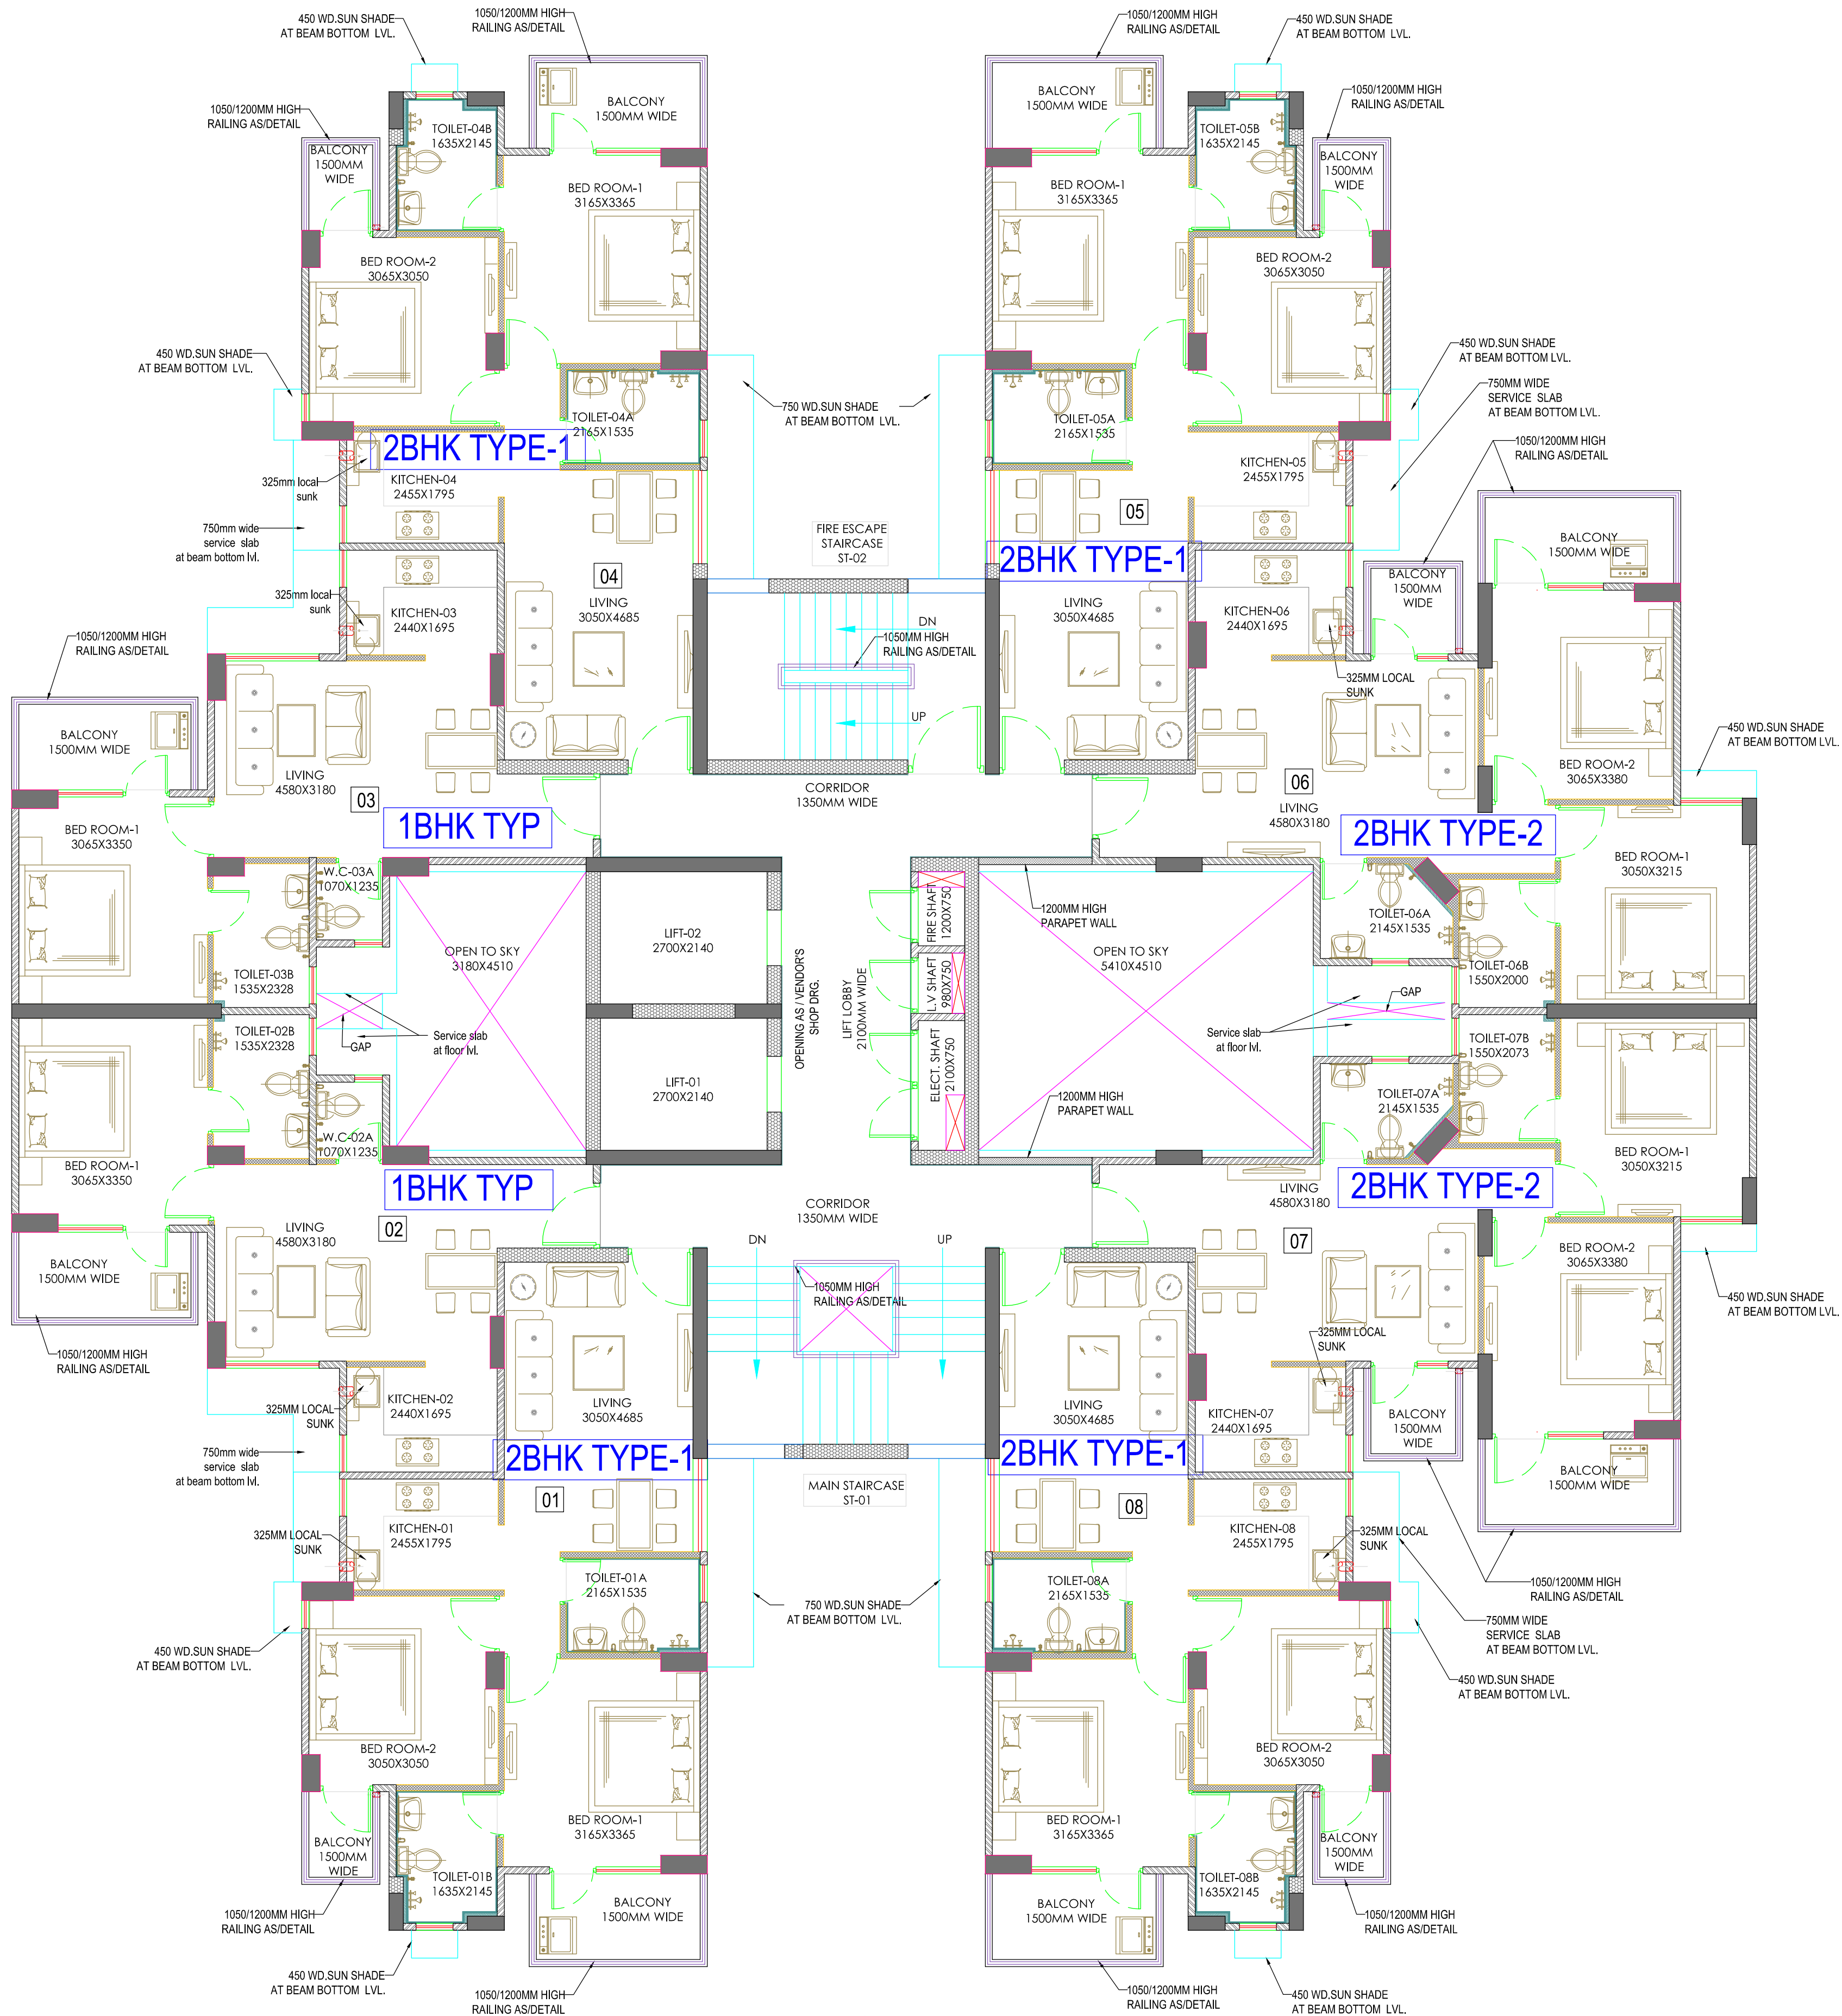 450 WD.SUN SHADE
AT BEAM BOTTOM LVL.
1050/1200MM HIGH
RAILING AS/DETAIL
1050/1200MM HIGH
RAILING AS/DETAIL
450 WD.SUN SHADE
AT BEAM BOTTOM LVL.
1050/1200MM HIGH
RAILING AS/DETAIL
BALCONY
1500MM WIDE
BALCONY
1500MM WIDE
1050/1200MM HIGH
RAILING AS/DETAIL
TOILET-04B
1635X2145
TOILET-05B
1635X2145
BALCONY
1500MM
WIDE
BALCONY
1500MM
WIDE
BED ROOM-1
3165X3365
BED ROOM-1
3165X3365
BED ROOM-2
3065X3050
BED ROOM-2
3065X3050
450 WD.SUN SHADE
AT BEAM BOTTOM LVL.
450 WD.SUN SHADE
AT BEAM BOTTOM LVL.
750MM WIDE
SERVICE SLAB
AT BEAM BOTTOM LVL.
750 WD.SUN SHADE
AT BEAM BOTTOM LVL.
TOILET-04A
2165X1535
TOILET-05A
2165X1535
2BHK TYPE-1
1050/1200MM HIGH
RAILING AS/DETAIL
325mm local
sunk
KITCHEN-04
2455X1795
KITCHEN-05
2455X1795
05
750mm wide
service slab
at beam bottom lvl.
FIRE ESCAPE
STAIRCASE
ST-02
2BHK TYPE-1
BALCONY
1500MM WIDE
04
325mm local
sunk
KITCHEN-03
2440X1695
LIVING
3050X4685
LIVING
3050X4685
KITCHEN-06
2440X1695
BALCONY
1500MM
WIDE
DN
1050MM HIGH
RAILING AS/DETAIL
1050/1200MM HIGH
RAILING AS/DETAIL
325MM LOCAL
SUNK
UP
BALCONY
1500MM WIDE
450 WD.SUN SHADE
AT BEAM BOTTOM LVL.
LIVING
4580X3180
03
CORRIDOR
1350MM WIDE
06
LIVING
4580X3180
BED ROOM-2
3065X3380
1BHK TYP
2BHK TYPE-2
BED ROOM-1
3065X3350
BED ROOM-1
3050X3215
W.C-03A
1070X1235
FIRE SHAFT
1200X750
1200MM HIGH
PARAPET WALL
TOILET-06A
2145X1535
OPEN TO SKY
3180X4510
LIFT-02
2700X2140
OPEN TO SKY
5410X4510
TOILET-03B
1535X2328
TOILET-06B
1550X2000
L.V SHAFT
980X750
OPENING AS / VENDOR'S
SHOP DRG.
LIFT LOBBY
2100MM WIDE
GAP
TOILET-02B
1535X2328
GAP
Service slab
at floor lvl.
Service slab
at floor lvl.
TOILET-07B
1550X2073
ELECT. SHAFT
2100X750
LIFT-01
2700X2140
1200MM HIGH
PARAPET WALL
TOILET-07A
2145X1535
W.C-02A
1070X1235
BED ROOM-1
3065X3350
BED ROOM-1
3050X3215
1BHK TYP
2BHK TYPE-2
LIVING
4580X3180
02
CORRIDOR
1350MM WIDE
LIVING
4580X3180
07
DN
UP
BED ROOM-2
3065X3380
BALCONY
1500MM WIDE
1050MM HIGH
RAILING AS/DETAIL
450 WD.SUN SHADE
AT BEAM BOTTOM LVL.
1050/1200MM HIGH
RAILING AS/DETAIL
325MM LOCAL
SUNK
325MM LOCAL
SUNK
KITCHEN-02
2440X1695
LIVING
3050X4685
LIVING
3050X4685
KITCHEN-07
2440X1695
BALCONY
1500MM
WIDE
750mm wide
service slab
at beam bottom lvl.
2BHK TYPE-1
2BHK TYPE-1
BALCONY
1500MM WIDE
MAIN STAIRCASE
ST-01
01
08
325MM LOCAL
SUNK
KITCHEN-01
2455X1795
KITCHEN-08
2455X1795
325MM LOCAL
SUNK
TOILET-01A
2165X1535
TOILET-08A
2165X1535
1050/1200MM HIGH
RAILING AS/DETAIL
750 WD.SUN SHADE
AT BEAM BOTTOM LVL.
750MM WIDE
SERVICE SLAB
AT BEAM BOTTOM LVL.
450 WD.SUN SHADE
AT BEAM BOTTOM LVL.
450 WD.SUN SHADE
AT BEAM BOTTOM LVL.
BED ROOM-2
3050X3050
BED ROOM-2
3065X3050
BED ROOM-1
3165X3365
BED ROOM-1
3165X3365
BALCONY
1500MM
WIDE
BALCONY
1500MM
WIDE
TOILET-01B
1635X2145
TOILET-08B
1635X2145
BALCONY
1500MM WIDE
BALCONY
1500MM WIDE
1050/1200MM HIGH
RAILING AS/DETAIL
1050/1200MM HIGH
RAILING AS/DETAIL
450 WD.SUN SHADE
AT BEAM BOTTOM LVL.
1050/1200MM HIGH
RAILING AS/DETAIL
1050/1200MM HIGH
RAILING AS/DETAIL
450 WD.SUN SHADE
AT BEAM BOTTOM LVL.